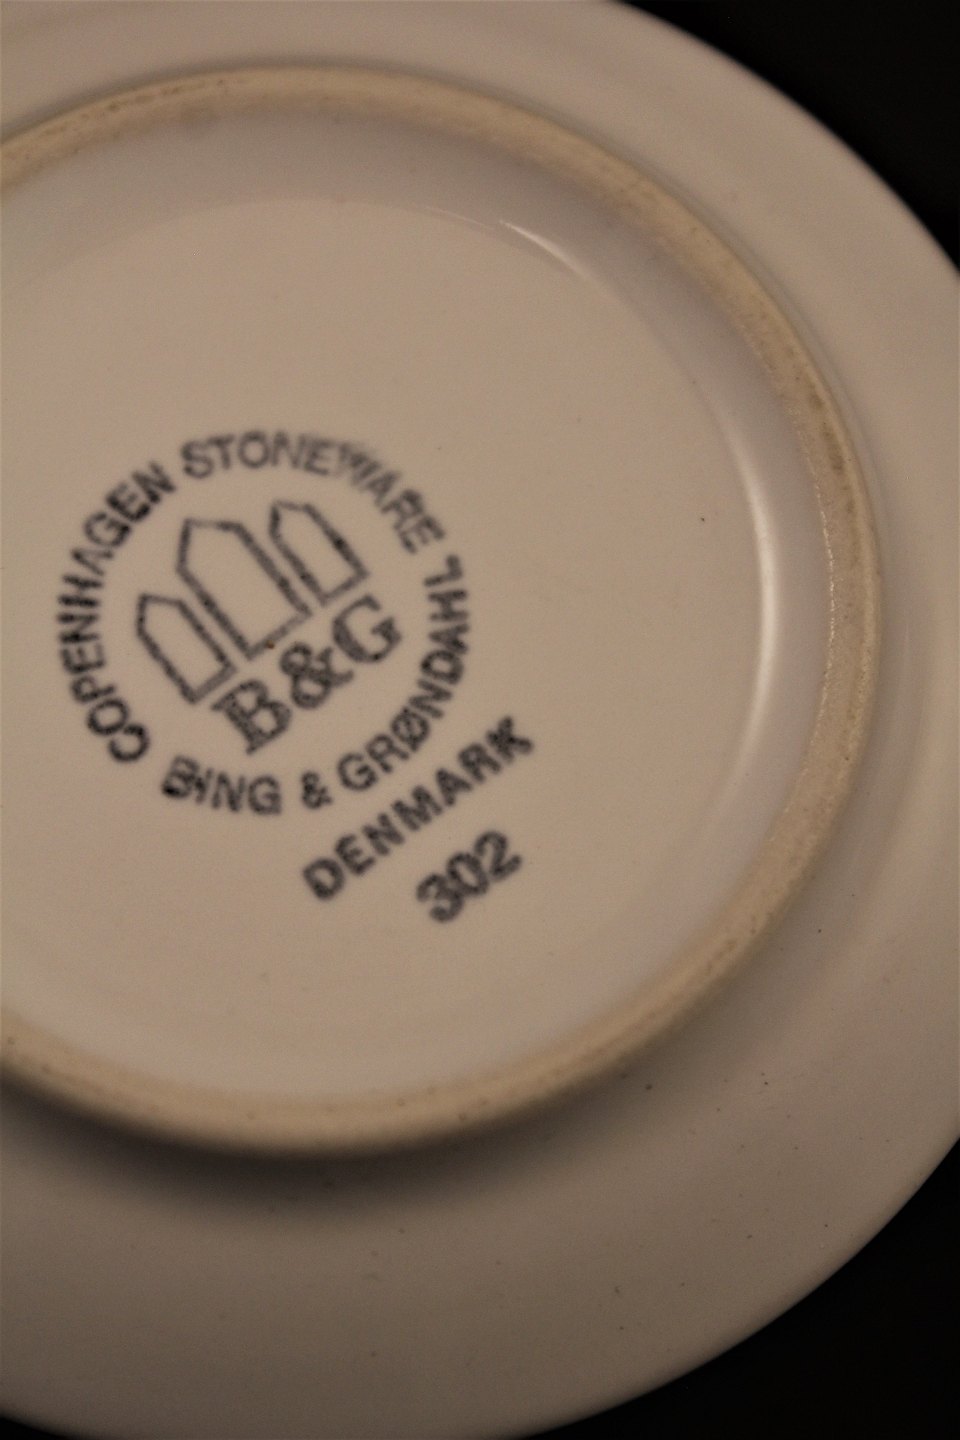 COPENHAGEN STONEWARE
B&G
BING & GRØNDAHL
DENMARK
302